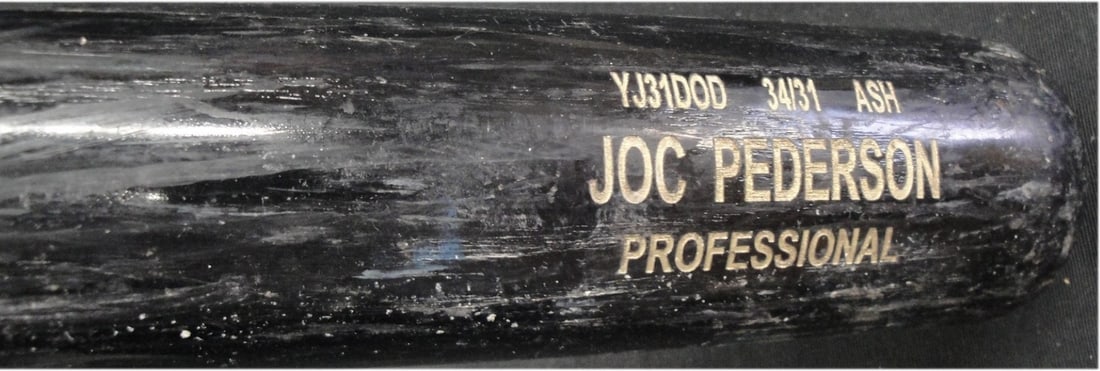 YJ31DOD 34/31 ASH
JOC PEDERSON
PROFESSIONAL